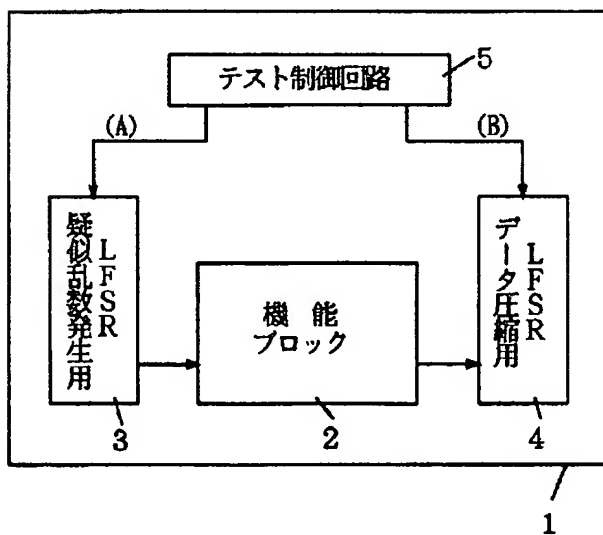 テスト制御回路
5
(A)
(B)
疑似乱数発生用
LFSR
機 能
ブロック
データ圧縮用
LFSR
3
2
4
1